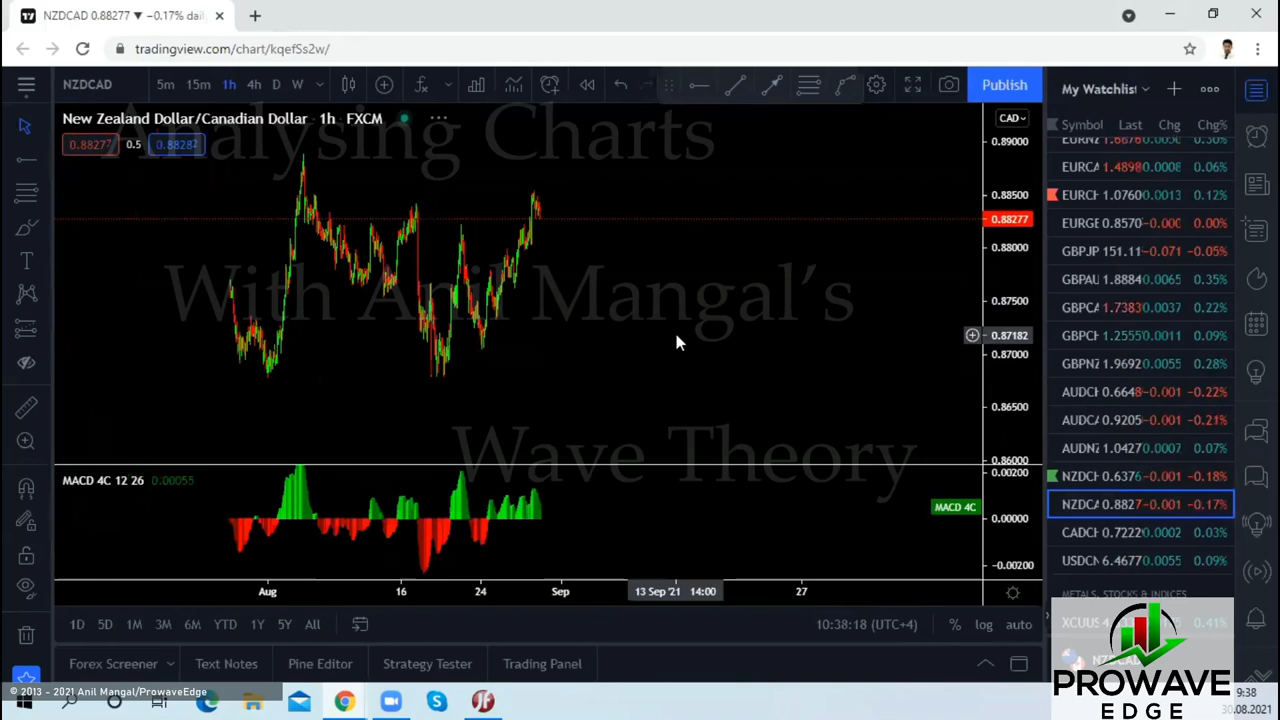 NZDCAD 0.88277 ▼ −0.17%
tradingview.com/chart/kqefSs2w/
NZDCAD 5m 15m 1h 4h D W Publish
My Watchlist
New Zealand Dollar/Canadian Dollar · 1h · FXCM
CAD
Symbol Last Chg Chg%
Analysing Charts
0.88277 0.5 0.88282
0.89000
0.88500
0.88277
0.88000
0.87500
0.87182
0.87000
0.86500
0.86000
With Anil Mangal's
Wave Theory
EURCA 1.4898 0.0008 0.06%
EURCH 1.0760 0.0013 0.12%
EURGE 0.8570 −0.000 0.00%
GBPJP 151.11 −0.071 −0.05%
GBPAU 1.8884 0.0065 0.35%
GBPCA 1.7383 0.0037 0.22%
GBPCH 1.2555 0.0011 0.09%
GBPNZ 1.9692 0.0055 0.28%
AUDCH 0.6648 −0.001 −0.22%
AUDCA 0.9205 −0.001 −0.21%
AUDNZ 1.0427 0.0007 0.07%
NZDCH 0.6376 −0.001 −0.18%
NZDCA 0.8827 −0.001 −0.17%
CADCH 0.7222 0.0002 0.03%
USDCN 6.4677 0.0055 0.09%
METALS, STOCKS & INDICES
XCUUS 0.41%
MACD 4C 12 26 0.00055
0.00200
MACD 4C
0.00000
−0.00200
Aug 16 24 Sep 13 Sep '21 14:00 27
1D 5D 1M 3M 6M YTD 1Y 5Y All
10:38:18 (UTC+4) % log auto
Forex Screener Text Notes Pine Editor Strategy Tester Trading Panel
© 2013 - 2021 Anil Mangal/ProwaveEdge
PROWAVE
EDGE
9:38
30.08.2021